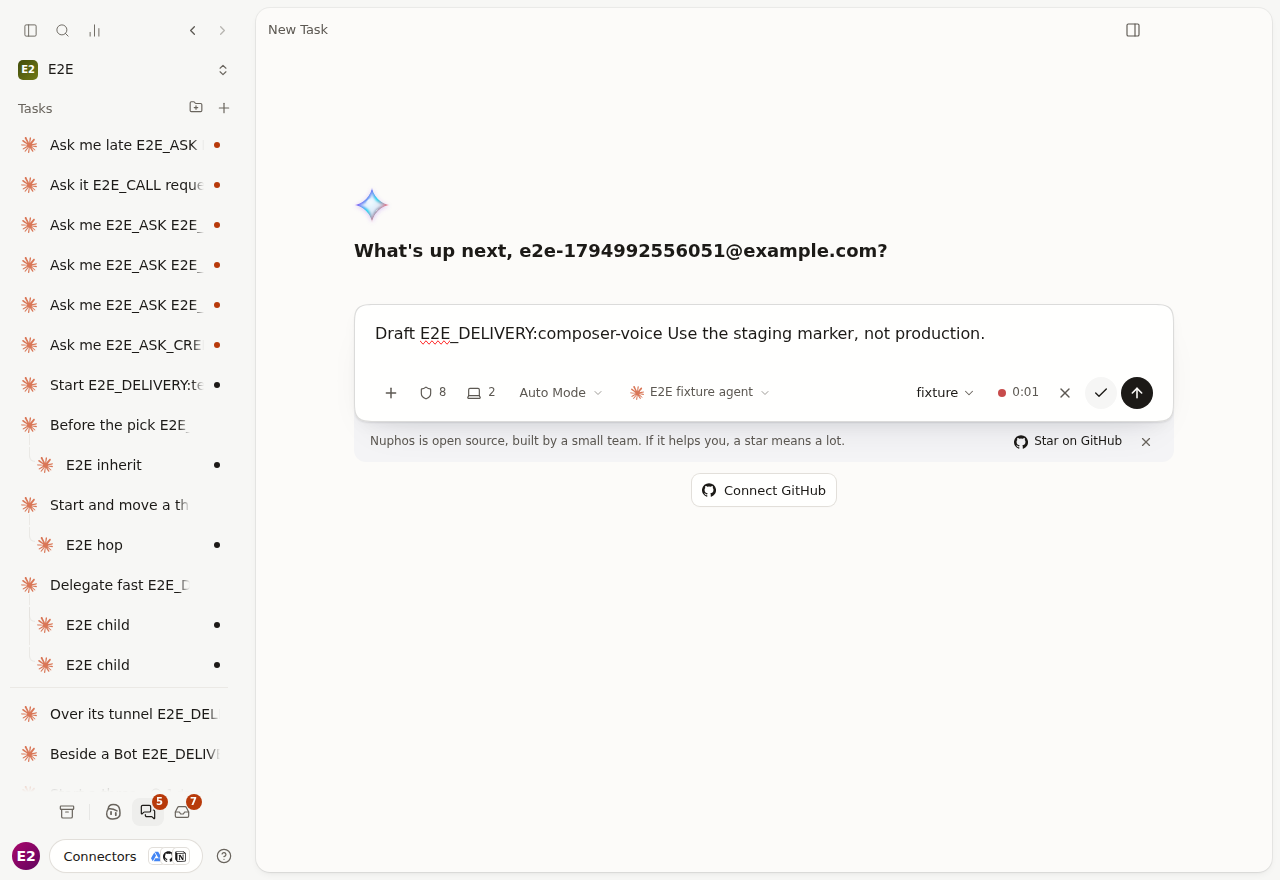 New Task
E2 E2E
Tasks
Ask me late E2E_ASK
Ask it E2E_CALL reque
Ask me E2E_ASK E2E_
Ask me E2E_ASK E2E_
Ask me E2E_ASK E2E_
Ask me E2E_ASK_CRE
Start E2E_DELIVERY:te
Before the pick E2E_
E2E inherit
Start and move a th
E2E hop
Delegate fast E2E_D
E2E child
E2E child
Over its tunnel E2E_DEL
Beside a Bot E2E_DELIV
5 7
E2 Connectors
What's up next, e2e-1794992556051@example.com?
Draft E2E_DELIVERY:composer-voice Use the staging marker, not production.
8 2 Auto Mode E2E fixture agent fixture 0:01
Nuphos is open source, built by a small team. If it helps you, a star means a lot. Star on GitHub
Connect GitHub